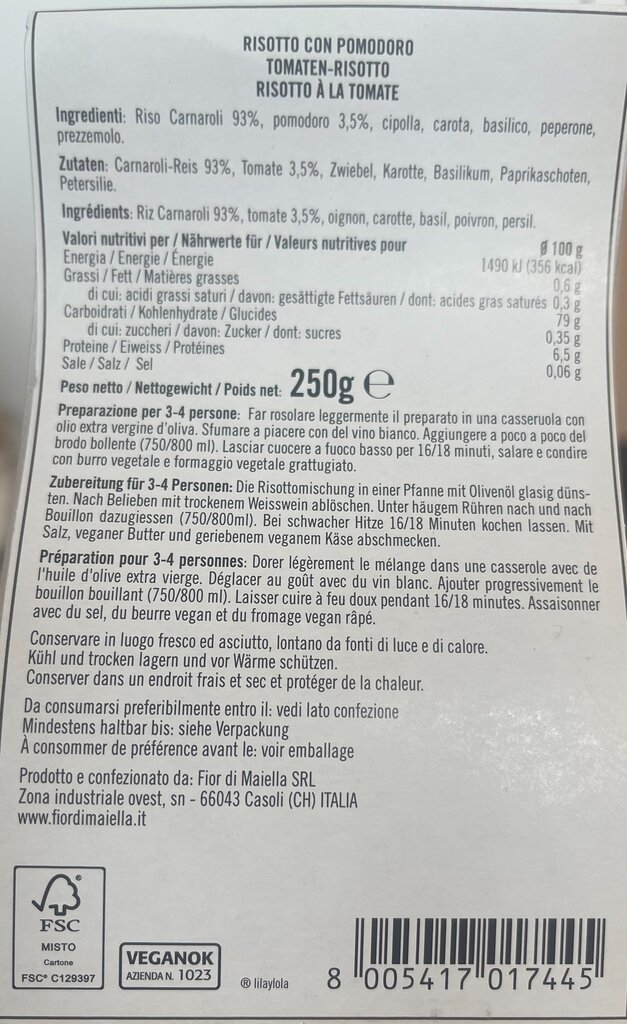 RISOTTO CON POMODORO
TOMATEN-RISOTTO
RISOTTO À LA TOMATE
Ingredienti: Riso Carnaroli 93%, pomodoro 3,5%, cipolla, carota, basilico, peperone,
prezzemolo.
Zutaten: Carnaroli-Reis 93%, Tomate 3,5%, Zwiebel, Karotte, Basilikum, Paprikaschoten,
Petersilie.
Ingrédients: Riz Carnaroli 93%, tomate 3,5%, oignon, carotte, basil, poivron, persil.
Valori nutritivi per / Nährwerte für / Valeurs nutritives pour Ø 100 g
Energia / Energie / Énergie 1490 kJ (356 kcal)
Grassi / Fett / Matières grasses 0,6 g
di cui: acidi grassi saturi / davon: gesättigte Fettsäuren / dont: acides gras saturés 0,3 g
Carboidrati / Kohlenhydrate / Glucides 79 g
di cui: zuccheri / davon: Zucker / dont: sucres 0,35 g
Proteine / Eiweiss / Protéines 6,5 g
Sale / Salz / Sel 0,06 g
Peso netto / Nettogewicht / Poids net: 250g ℮
Preparazione per 3-4 persone: Far rosolare leggermente il preparato in una casseruola con
olio extra vergine d'oliva. Sfumare a piacere con del vino bianco. Aggiungere a poco a poco del
brodo bollente (750/800 ml). Lasciar cuocere a fuoco basso per 16/18 minuti, salare e condire
con burro vegetale e formaggio vegetale grattugiato.
Zubereitung für 3-4 Personen: Die Risottomischung in einer Pfanne mit Olivenöl glasig düns-
ten. Nach Belieben mit trockenem Weisswein ablöschen. Unter häugem Rühren nach und nach
Bouillon dazugiessen (750/800ml). Bei schwacher Hitze 16/18 Minuten kochen lassen. Mit
Salz, veganer Butter und geriebenem veganem Käse abschmecken.
Préparation pour 3-4 personnes: Dorer légèrement le mélange dans une casserole avec de
l'huile d'olive extra vierge. Déglacer au goût avec du vin blanc. Ajouter progressivement le
bouillon bouillant (750/800 ml). Laisser cuire à feu doux pendant 16/18 minutes. Assaisonner
avec du sel, du beurre vegan et du fromage vegan râpé.
Conservare in luogo fresco ed asciutto, lontano da fonti di luce e di calore.
Kühl und trocken lagern und vor Wärme schützen.
Conserver dans un endroit frais et sec et protéger de la chaleur.
Da consumarsi preferibilmente entro il: vedi lato confezione
Mindestens haltbar bis: siehe Verpackung
À consommer de préférence avant le: voir emballage
Prodotto e confezionato da: Fior di Maiella SRL
Zona industriale ovest, sn - 66043 Casoli (CH) ITALIA
www.fiordimaiella.it
FSC
MISTO
Cartone
FSC® C129397
VEGANOK
AZIENDA N. 1023
® lilaylola
8 005417 017445